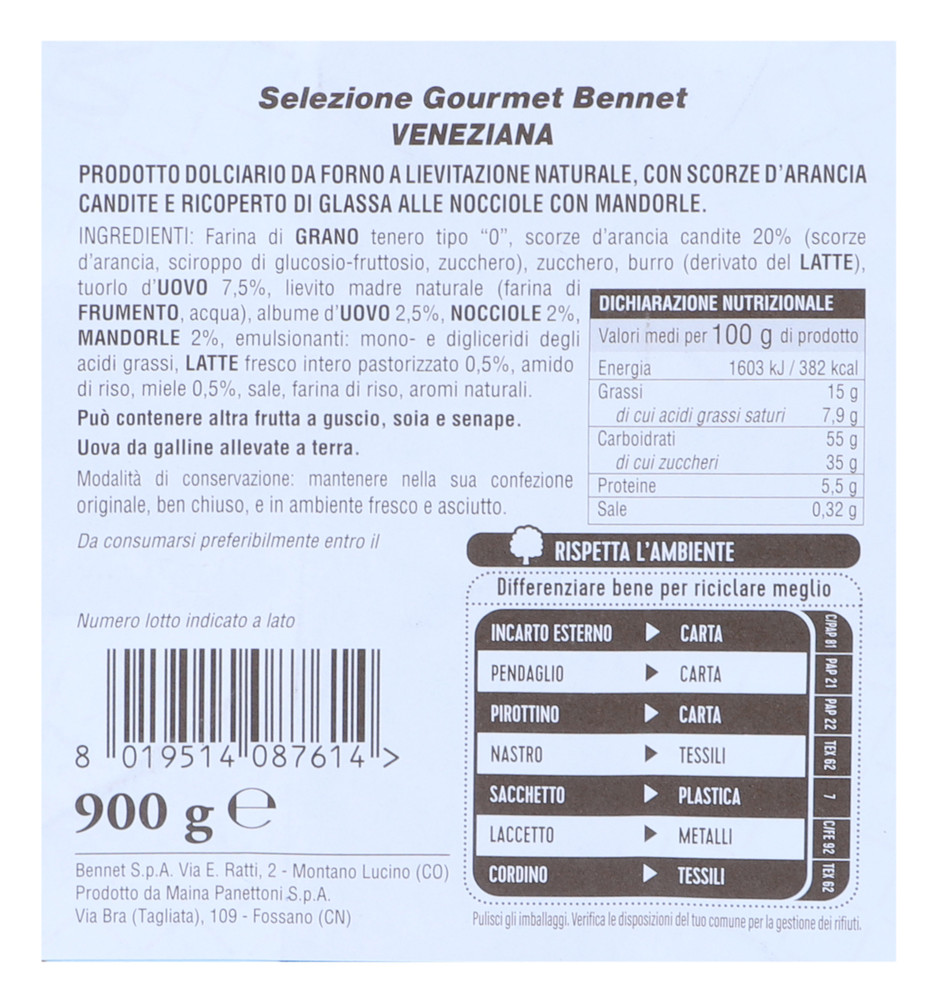 Selezione Gourmet Bennet
VENEZIANA
PRODOTTO DOLCIARIO DA FORNO A LIEVITAZIONE NATURALE, CON SCORZE D'ARANCIA
CANDITE E RICOPERTO DI GLASSA ALLE NOCCIOLE CON MANDORLE.
INGREDIENTI: Farina di GRANO tenero tipo “0”, scorze d'arancia candite 20% (scorze
d'arancia, sciroppo di glucosio-fruttosio, zucchero), zucchero, burro (derivato del LATTE),
tuorlo d'UOVO 7,5%, lievito madre naturale (farina di
FRUMENTO, acqua), albume d'UOVO 2,5%, NOCCIOLE 2%,
MANDORLE 2%, emulsionanti: mono- e digliceridi degli
acidi grassi, LATTE fresco intero pastorizzato 0,5%, amido
di riso, miele 0,5%, sale, farina di riso, aromi naturali.
Può contenere altra frutta a guscio, soia e senape.
Uova da galline allevate a terra.
Modalità di conservazione: mantenere nella sua confezione
originale, ben chiuso, e in ambiente fresco e asciutto.
Da consumarsi preferibilmente entro il
Numero lotto indicato a lato
8 019514 087614 >
900 g e
Bennet S.p.A. Via E. Ratti, 2 - Montano Lucino (CO)
Prodotto da Maina Panettoni S.p.A.
Via Bra (Tagliata), 109 - Fossano (CN)
DICHIARAZIONE NUTRIZIONALE
Valori medi per 100 g di prodotto
Energia 1603 kJ / 382 kcal
Grassi 15 g
di cui acidi grassi saturi 7,9 g
Carboidrati 55 g
di cui zuccheri 35 g
Proteine 5,5 g
Sale 0,32 g
RISPETTA L'AMBIENTE
Differenziare bene per riciclare meglio
INCARTO ESTERNO CARTA C/PAP 81
PENDAGLIO CARTA PAP 21
PIROTTINO CARTA PAP 22
NASTRO TESSILI TEX 62
SACCHETTO PLASTICA 7
LACCETTO METALLI C/FE 92
CORDINO TESSILI TEX 62
Pulisci gli imballaggi. Verifica le disposizioni del tuo comune per la gestione dei rifiuti.